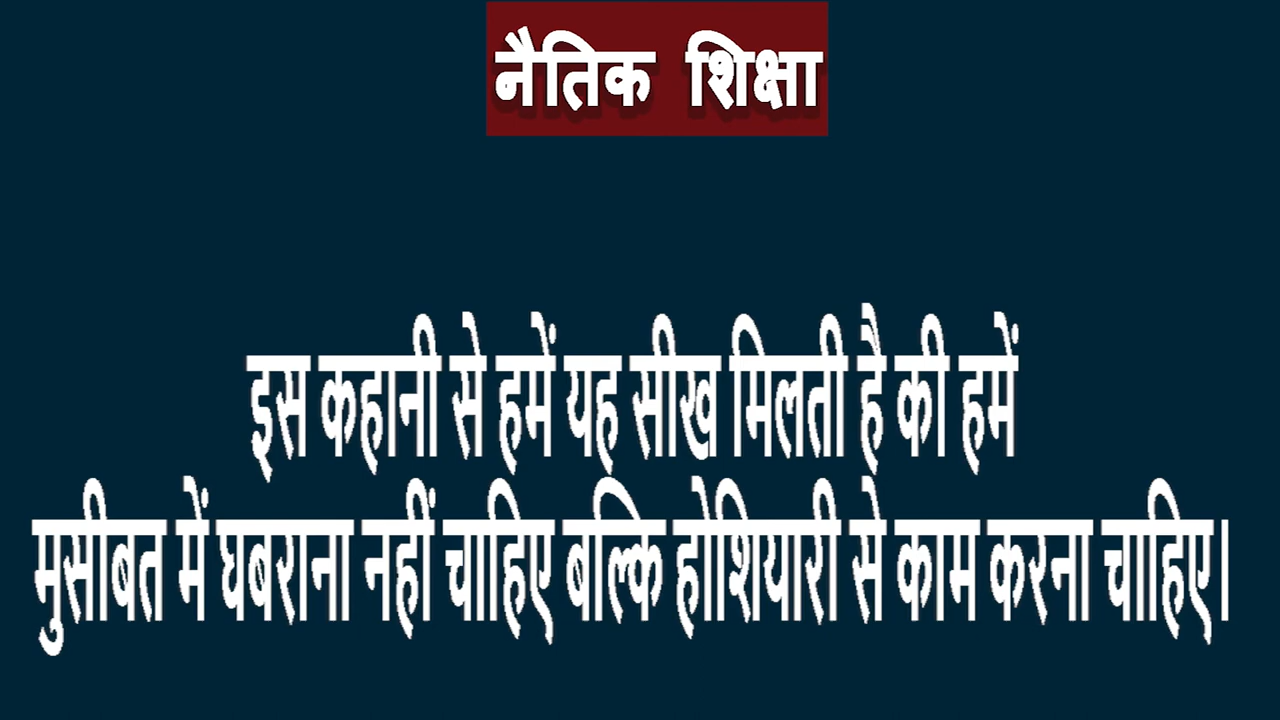 नैतिक शिक्षा
इस कहानी से हमें यह सीख मिलती है की हमें
मुसीबत में घबराना नहीं चाहिए बल्कि होशियारी से काम करना चाहिए।